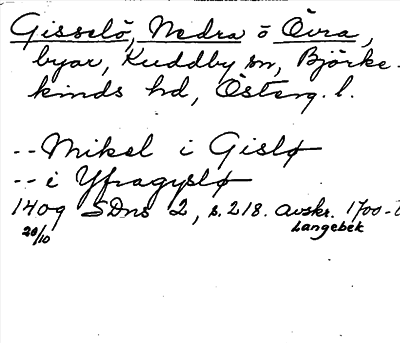 Gisselö, Nedra o Övra,
byar, Kuddby sn, Björke-
kinds hd, Österg. l.
-- Mikel i Gislø
-- i Yfragyslø
1409 SDns 2, s. 218. Avskr. 1700-t
20/10 Langebek